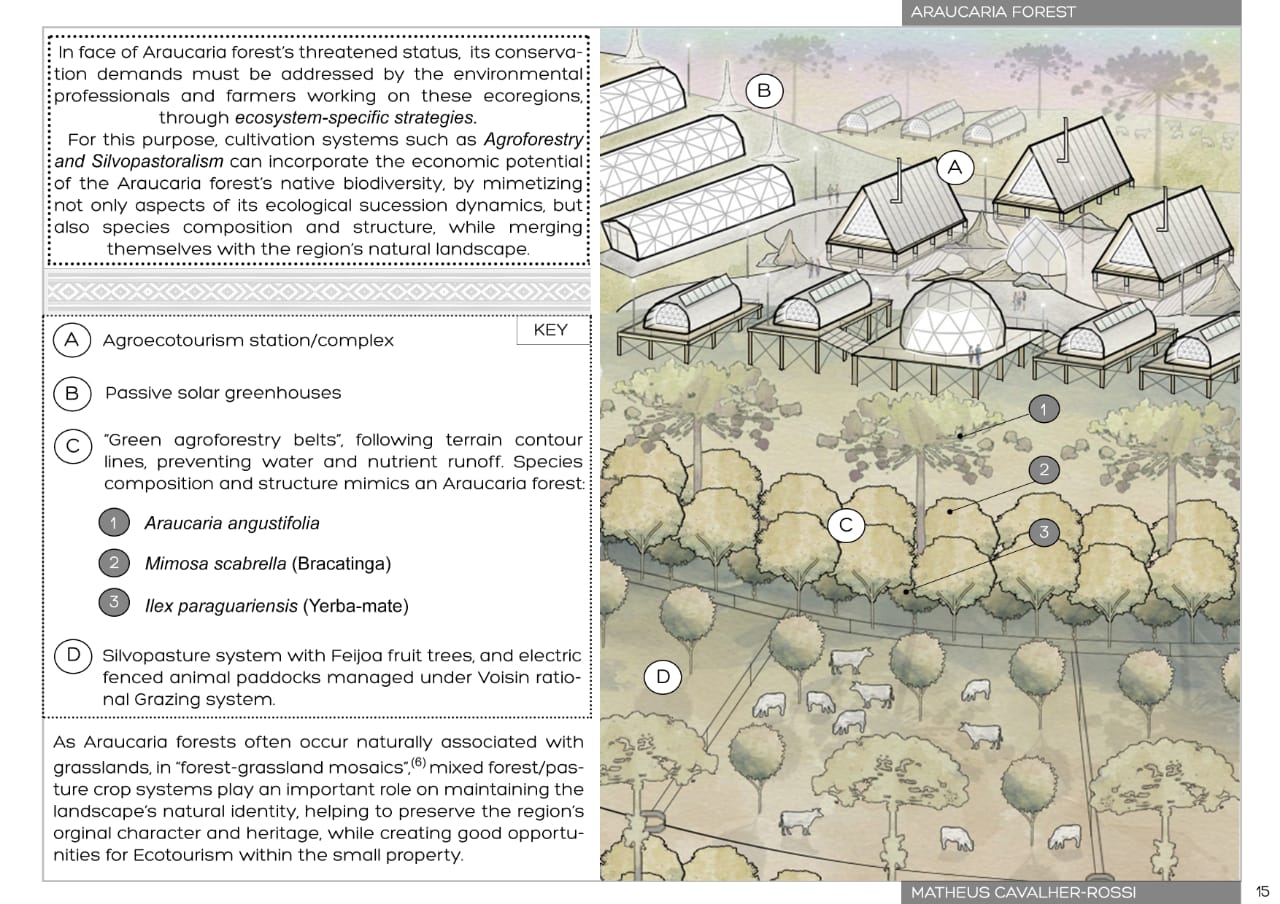 ARAUCARIA FOREST
In face of Araucaria forest's threatened status, its conserva-
tion demands must be addressed by the environmental
professionals and farmers working on these ecoregions,
through ecosystem-specific strategies.
For this purpose, cultivation systems such as Agroforestry
and Silvopastoralism can incorporate the economic potential
of the Araucaria forest's native biodiversity, by mimetizing
not only aspects of its ecological sucession dynamics, but
also species composition and structure, while merging
themselves with the region's natural landscape.
KEY
A Agroecotourism station/complex
B Passive solar greenhouses
C "Green agroforestry belts", following terrain contour
lines, preventing water and nutrient runoff. Species
composition and structure mimics an Araucaria forest:
1 Araucaria angustifolia
2 Mimosa scabrella (Bracatinga)
3 Ilex paraguariensis (Yerba-mate)
D Silvopasture system with Feijoa fruit trees, and electric
fenced animal paddocks managed under Voisin ratio-
nal Grazing system.
As Araucaria forests often occur naturally associated with
grasslands, in "forest-grassland mosaics",(6) mixed forest/pas-
ture crop systems play an important role on maintaining the
landscape's natural identity, helping to preserve the region's
orginal character and heritage, while creating good opportu-
nities for Ecotourism within the small property.
B
A
1
2
C
3
D
MATHEUS CAVALHER-ROSSI
15